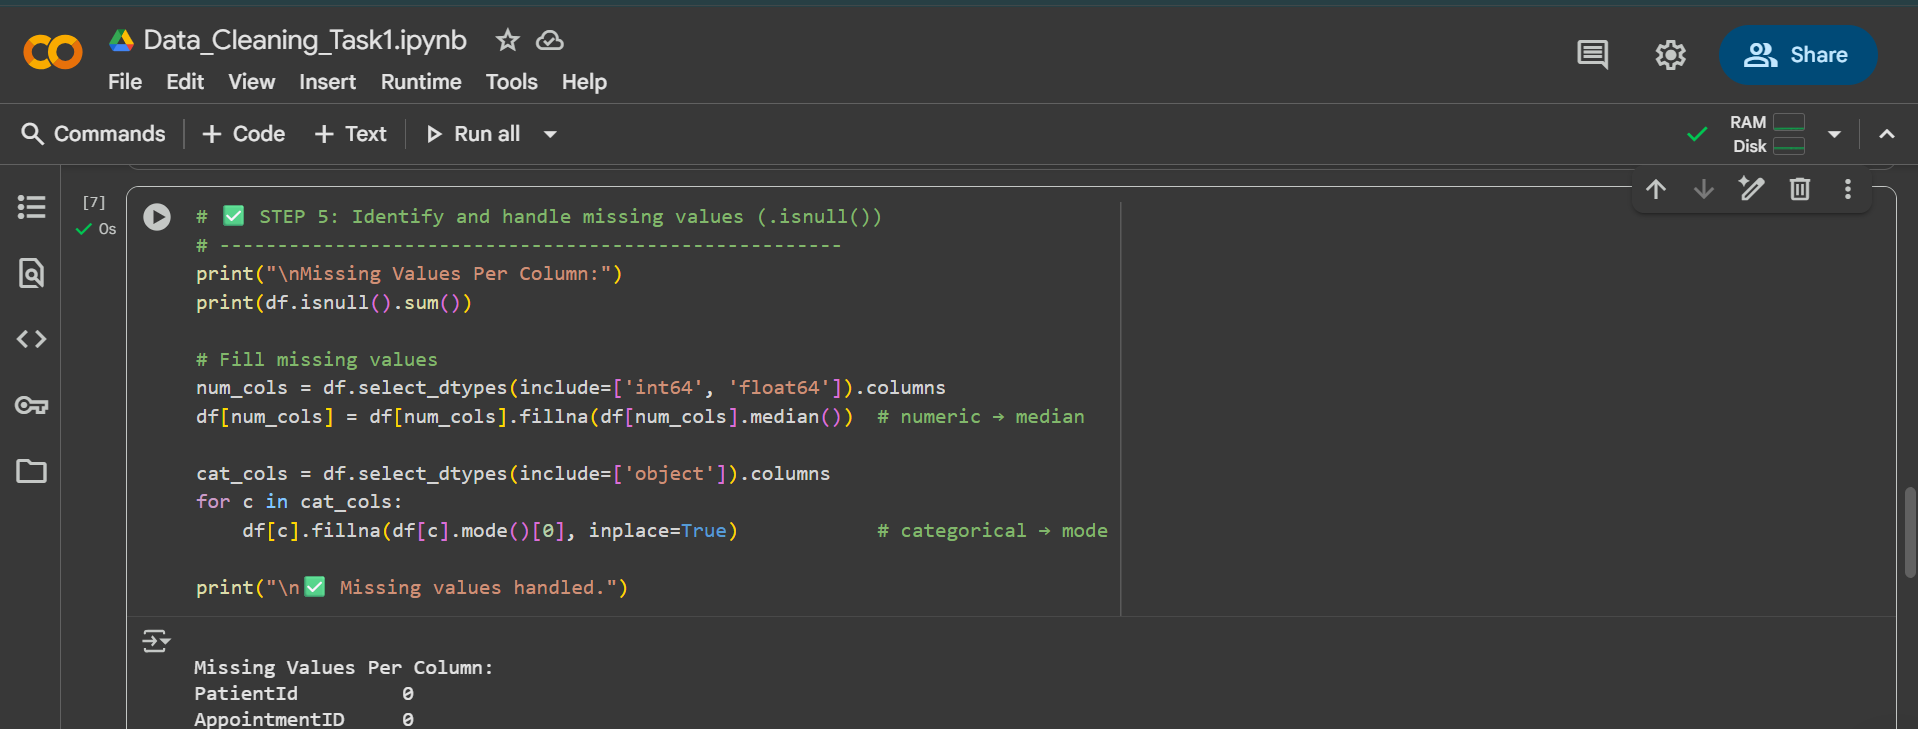 Data_Cleaning_Task1.ipynb
File Edit View Insert Runtime Tools Help
Share
Commands + Code + Text Run all
RAM
Disk
[7]
0s
# ✅ STEP 5: Identify and handle missing values (.isnull())
# ------------------------------------------------------
print("\nMissing Values Per Column:")
print(df.isnull().sum())
# Fill missing values
num_cols = df.select_dtypes(include=['int64', 'float64']).columns
df[num_cols] = df[num_cols].fillna(df[num_cols].median())  # numeric → median
cat_cols = df.select_dtypes(include=['object']).columns
for c in cat_cols:
    df[c].fillna(df[c].mode()[0], inplace=True)            # categorical → mode
print("\n✅ Missing values handled.")
Missing Values Per Column:
PatientId         0
AppointmentID     0